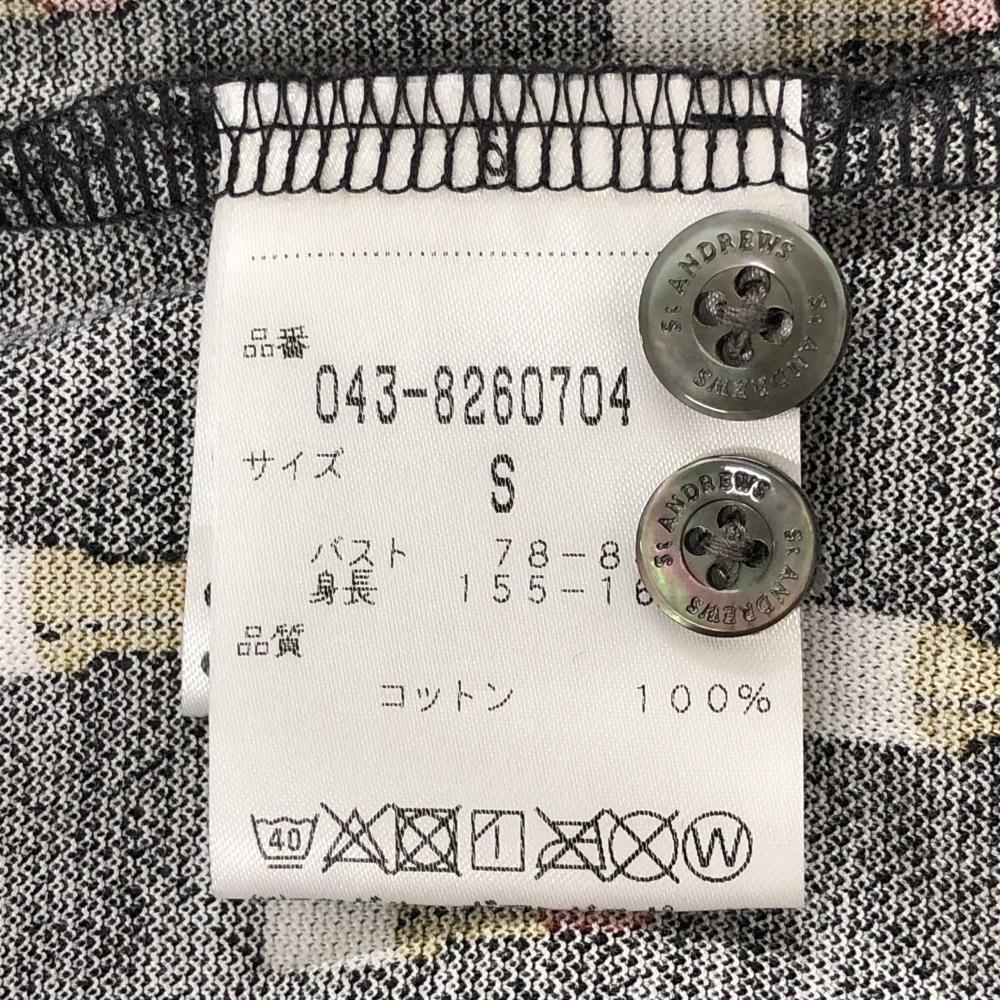 品番
043-8260704
サイズ
S
バスト 78-8
身長 155-16
品質
コットン 100%
40
W
St ANDREWS St ANDREWS
St ANDREWS St ANDREWS